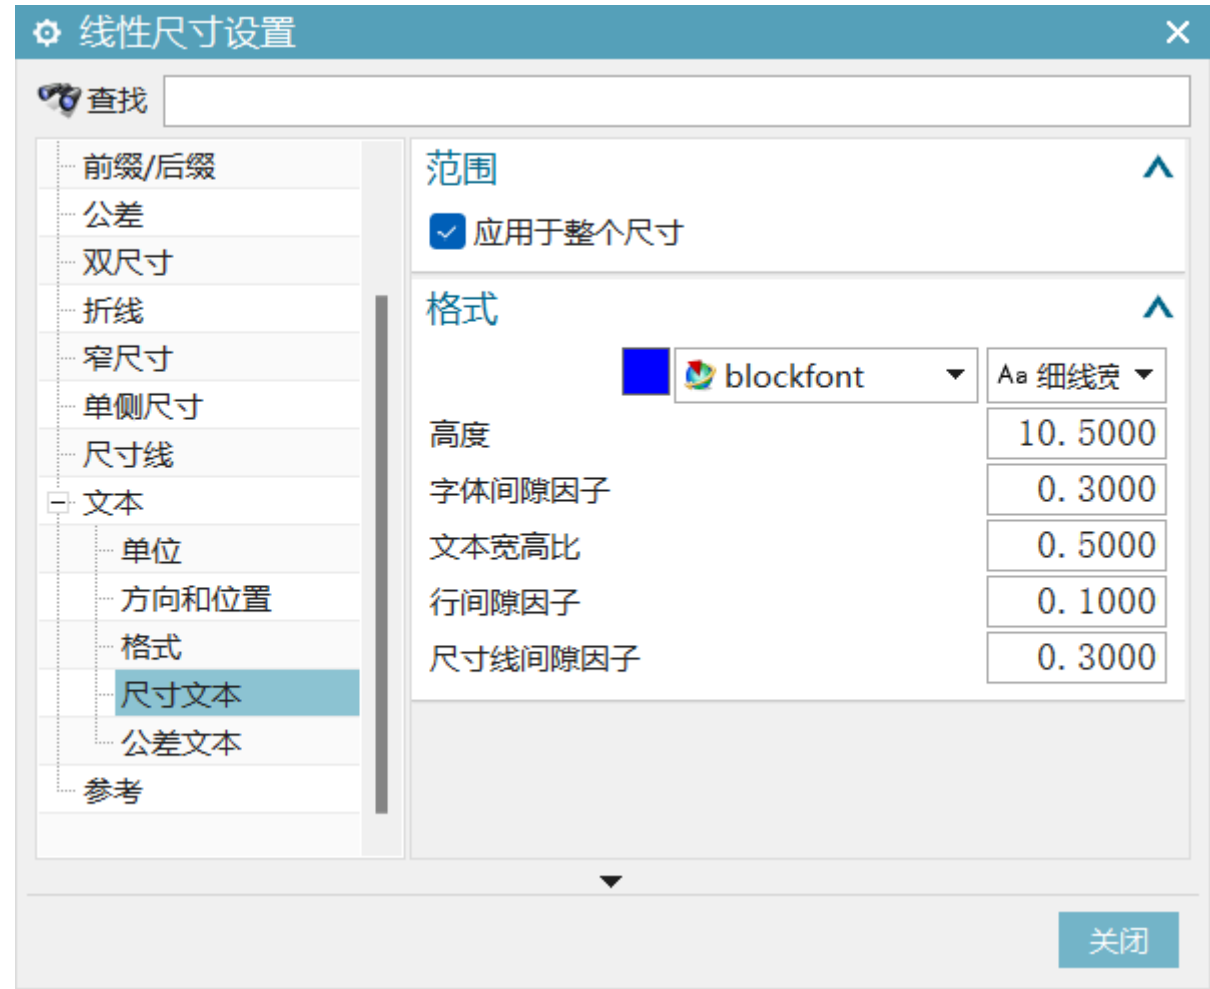 线性尺寸设置
查找
前缀/后缀
公差
双尺寸
折线
窄尺寸
单侧尺寸
尺寸线
文本
单位
方向和位置
格式
尺寸文本
公差文本
参考
范围
应用于整个尺寸
格式
blockfont Aa 细线宽
高度 10.5000
字体间隙因子 0.3000
文本宽高比 0.5000
行间隙因子 0.1000
尺寸线间隙因子 0.3000
关闭